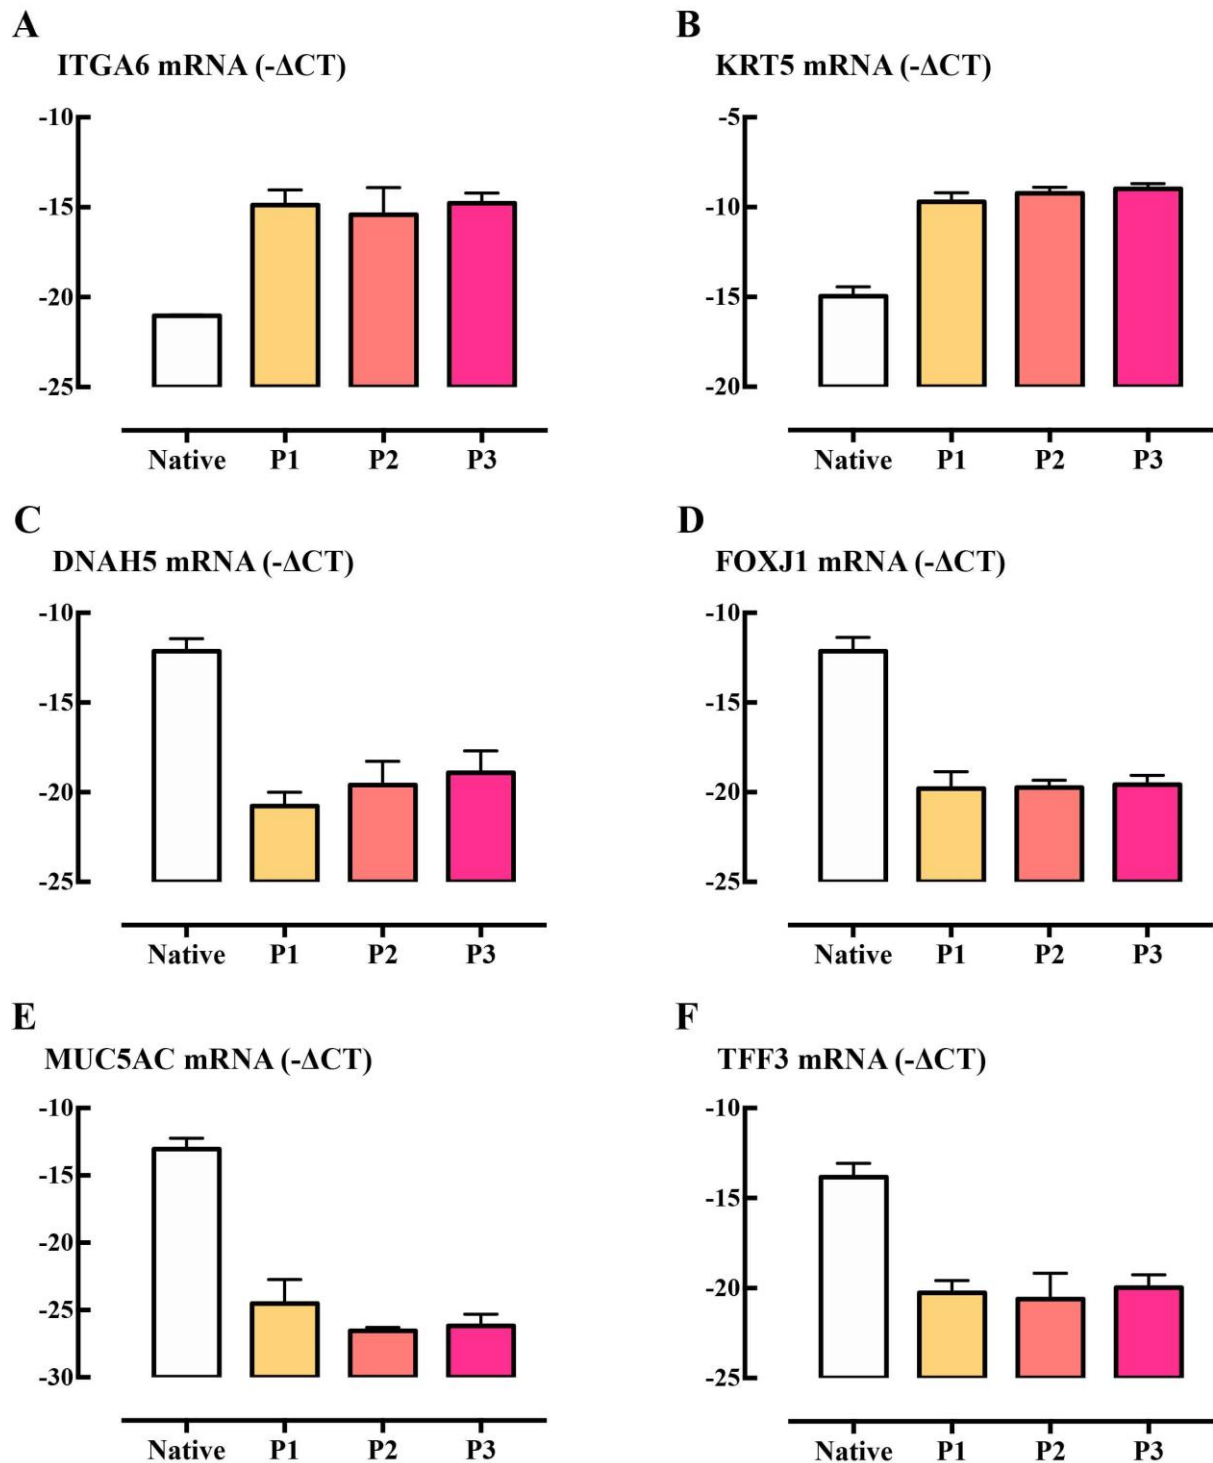 A
ITGA6 mRNA (-ΔCT)
-10
-15
-20
-25
Native P1 P2 P3
B
KRT5 mRNA (-ΔCT)
-5
-10
-15
-20
Native P1 P2 P3
C
DNAH5 mRNA (-ΔCT)
-10
-15
-20
-25
Native P1 P2 P3
D
FOXJ1 mRNA (-ΔCT)
-10
-15
-20
-25
Native P1 P2 P3
E
MUC5AC mRNA (-ΔCT)
-10
-15
-20
-25
-30
Native P1 P2 P3
F
TFF3 mRNA (-ΔCT)
-10
-15
-20
-25
Native P1 P2 P3